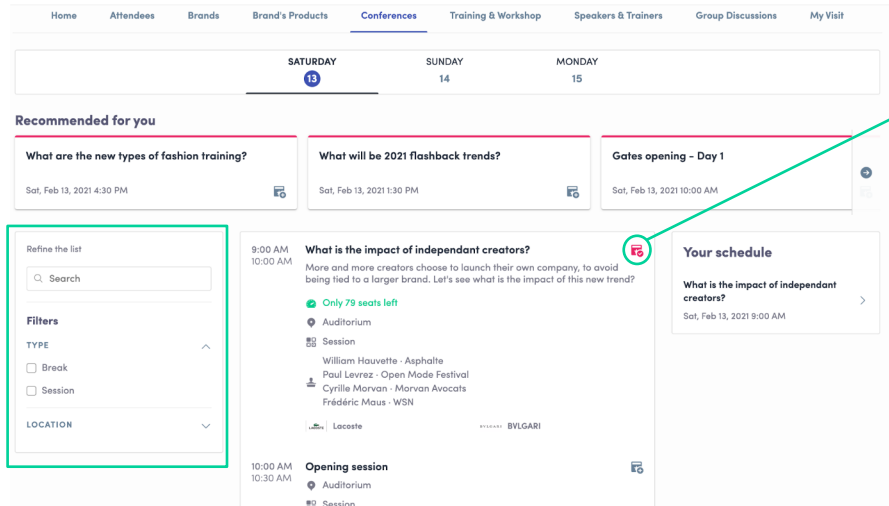 Home Attendees Brands Brand's Products Conferences Training & Workshop Speakers & Trainers Group Discussions My Visit
SATURDAY SUNDAY MONDAY
13 14 15
Recommended for you
What are the new types of fashion training?
Sat, Feb 13, 2021 4:30 PM
What will be 2021 flashback trends?
Sat, Feb 13, 2021 1:30 PM
Gates opening - Day 1
Sat, Feb 13, 2021 10:00 AM
Refine the list
Search
Filters
TYPE
Break
Session
LOCATION
9:00 AM
10:00 AM
What is the impact of independant creators?
More and more creators choose to launch their own company, to avoid
being tied to a larger brand. Let's see what is the impact of this new trend?
Only 79 seats left
Auditorium
Session
William Hauvette · Asphalte
Paul Levrez · Open Mode Festival
Cyrille Morvan · Morvan Avocats
Frédéric Maus · WSN
LACOSTE Lacoste BVLGARI BVLGARI
10:00 AM
10:30 AM
Opening session
Auditorium
Session
Your schedule
What is the impact of independant
creators?
Sat, Feb 13, 2021 9:00 AM